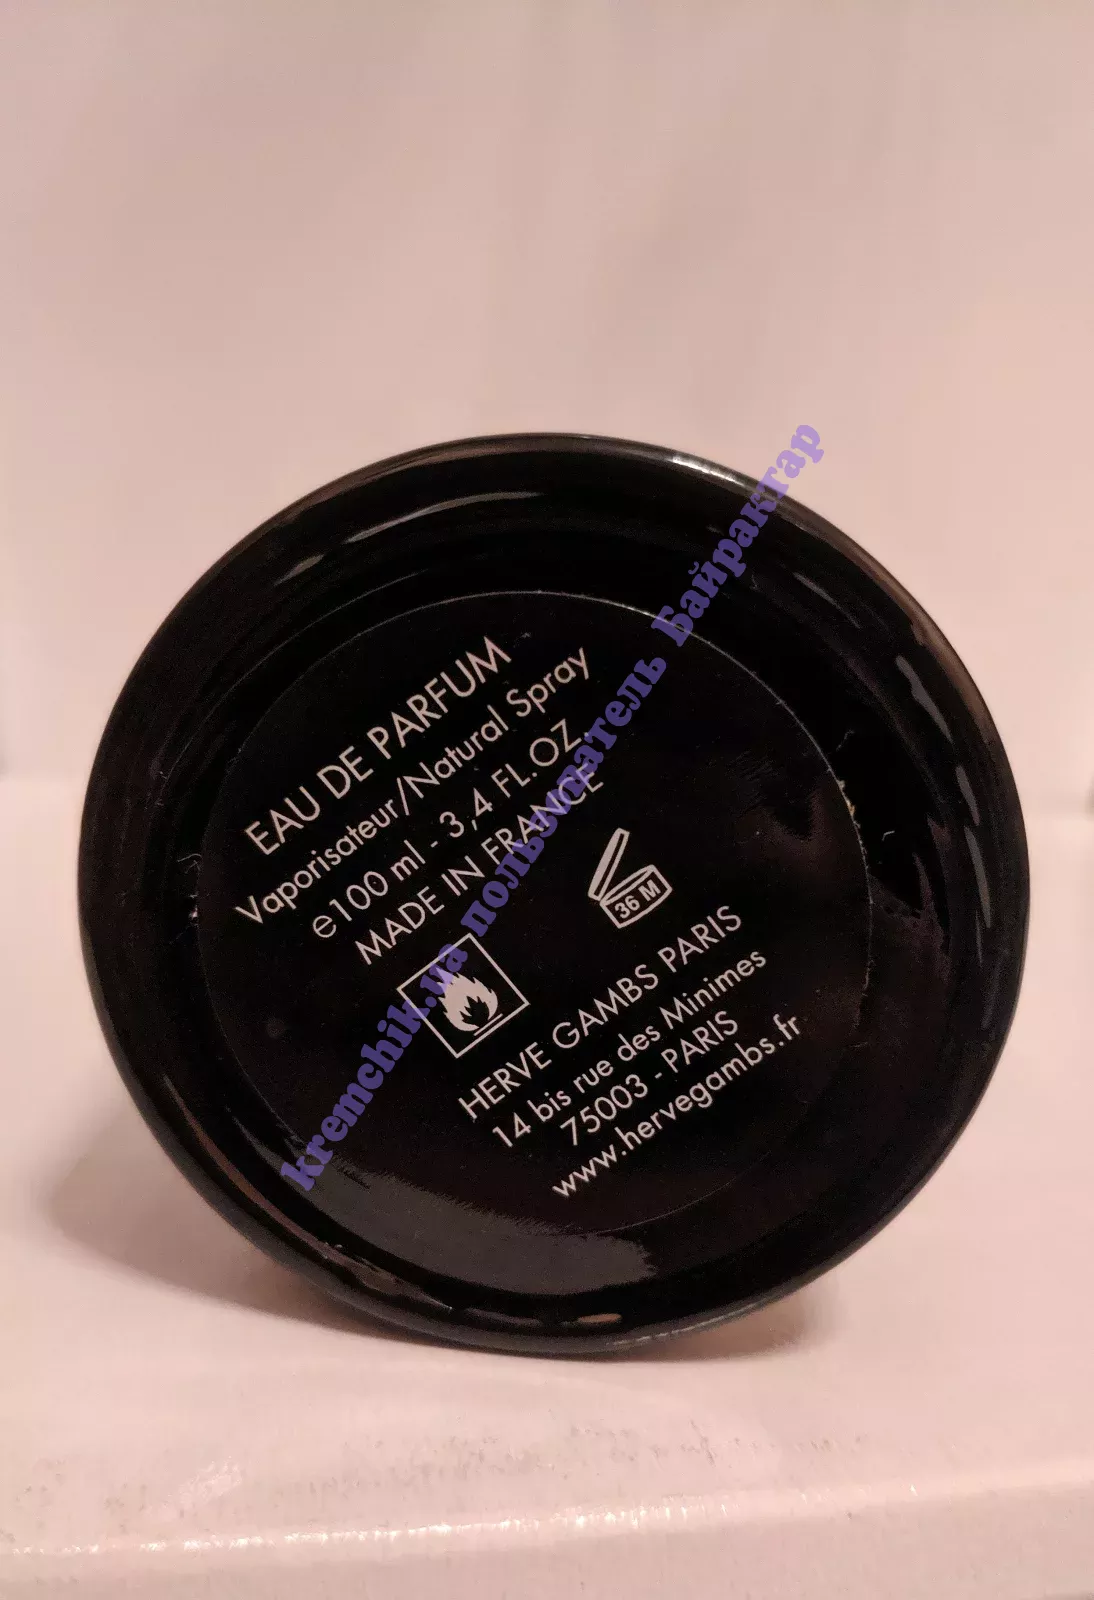 EAU DE PARFUM
Vaporisateur/Natural Spray
e100 ml - 3,4 FL.OZ.
MADE IN FRANCE
36 M
HERVE GAMBS PARIS
14 bis rue des Minimes
75003 - PARIS
www.hervegambs.fr
kremchik.ua пользователь Байрактар